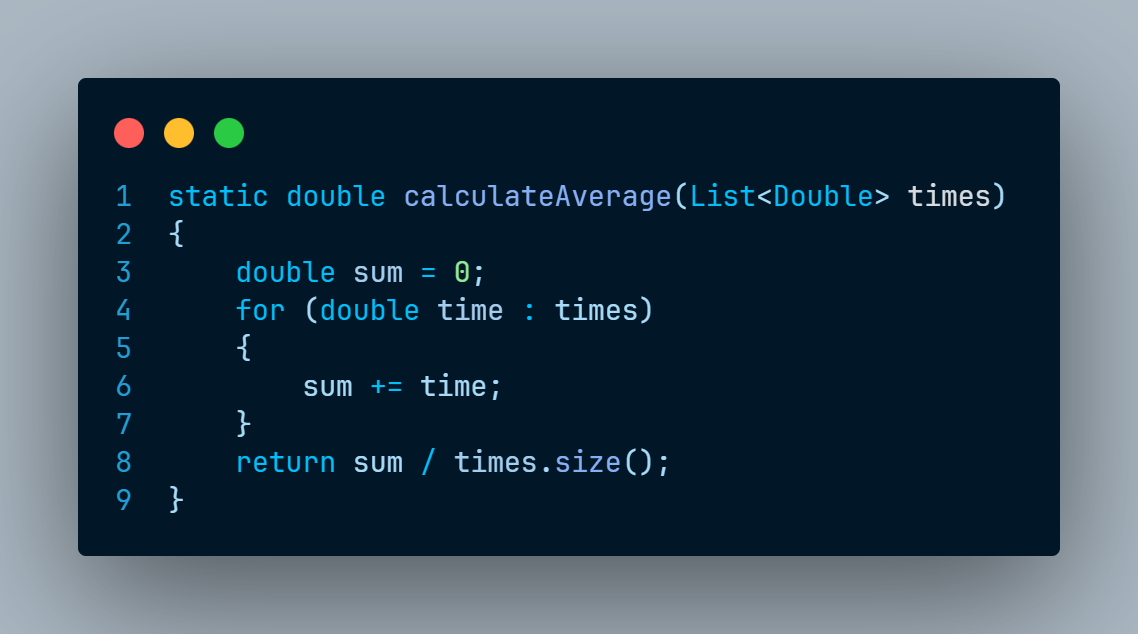 1 static double calculateAverage(List<Double> times)
2 {
3     double sum = 0;
4     for (double time : times)
5     {
6         sum += time;
7     }
8     return sum / times.size();
9 }